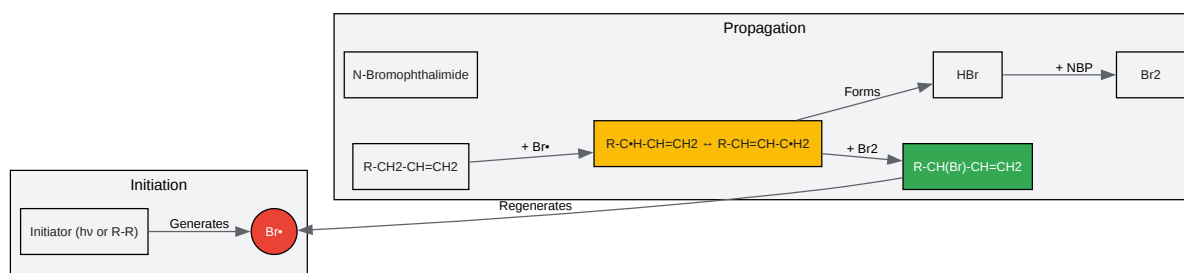 Propagation
N-Bromophthalimide
HBr
+ NBP
Br2
Forms
R-CH2-CH=CH2
+ Br•
R-C•H-CH=CH2 ↔ R-CH=CH-C•H2
+ Br2
R-CH(Br)-CH=CH2
Regenerates
Initiation
Initiator (hν or R-R)
Generates
Br•